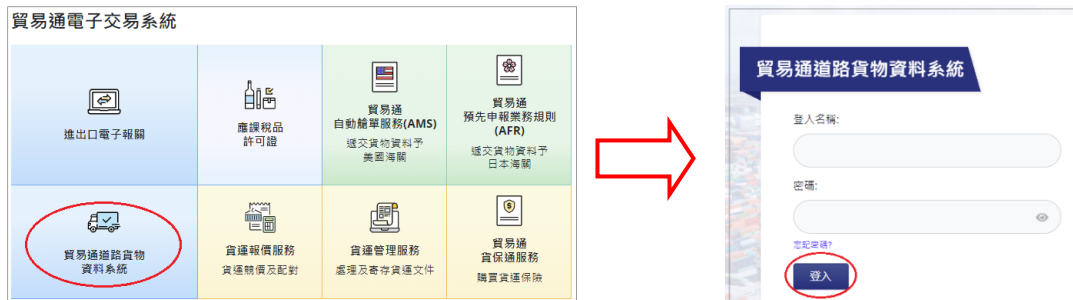 貿易通電子交易系統
進出口電子報關
應課稅品
許可證
貿易通
自動艙單服務(AMS)
遞交貨物資料予
美國海關
貿易通
預先申報業務規則
(AFR)
遞交貨物資料予
日本海關
貿易通道路貨物
資料系統
貨運報價服務
貨運競價及配對
貨運管理服務
處理及寄存貨運文件
貿易通
貨保通服務
購買貨運保險
貿易通道路貨物資料系統
登入名稱:
密碼:
忘記密碼?
登入